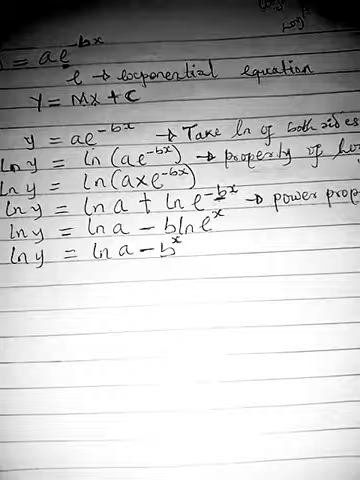 = ae^-bx
e → exponential equation
Y = MX + C
y = ae^-bx → Take ln of both sides
ln y = ln(ae^-bx) → property of
ln y = ln(a×e^-bx)
ln y = ln a + ln e^-bx → power prop
ln y = ln a - b ln e^x
ln y = ln a - b^x